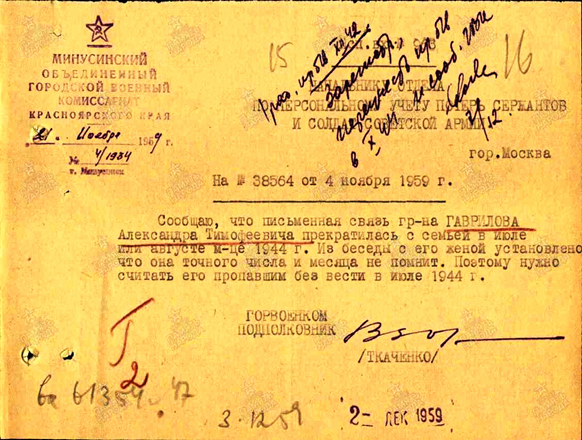 МИНУСИНСКИЙ
ОБЪЕДИНЕННЫЙ
ГОРОДСКОЙ ВОЕННЫЙ
КОМИССАРИАТ
КРАСНОЯРСКОГО КРАЯ
21 Ноября 1959 г.
№ 4/1984
г. Минусинск
15
16
НАЧАЛЬНИКУ ОТДЕЛА
ПО ПЕРСОНАЛЬНОМУ УЧЕТУ ПОТЕРЬ СЕРЖАНТОВ
И СОЛДАТ СОВЕТСКОЙ АРМИИ
гор.Москва
На № 38564 от 4 ноября 1959 г.
Сообщаю, что письменная связь гр-на ГАВРИЛОВА
Александра Тимофеевича прекратилась с семьей в июле
или августе м-це 1944 г. Из беседы с его женой установлено
что она точного числа и месяца не помнит. Поэтому нужно
считать его пропавшим без вести в июле 1944 г.
ГОРВОЕНКОМ
ПОДПОЛКОВНИК
/ТКАЧЕНКО/
Г
2
3.12.59
2- ДЕК 1959